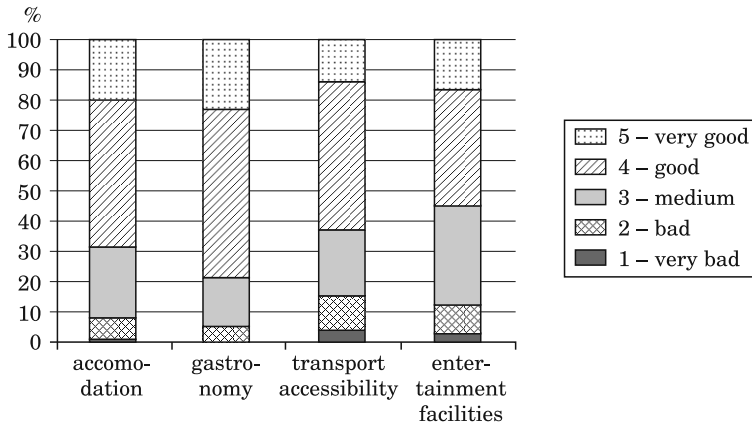 %
100
90
80
70
60
50
40
30
20
10
0
accomo-
dation
gastro-
nomy
transport
accessibility
enter-
tainment
facilities
5 – very good
4 – good
3 – medium
2 – bad
1 – very bad